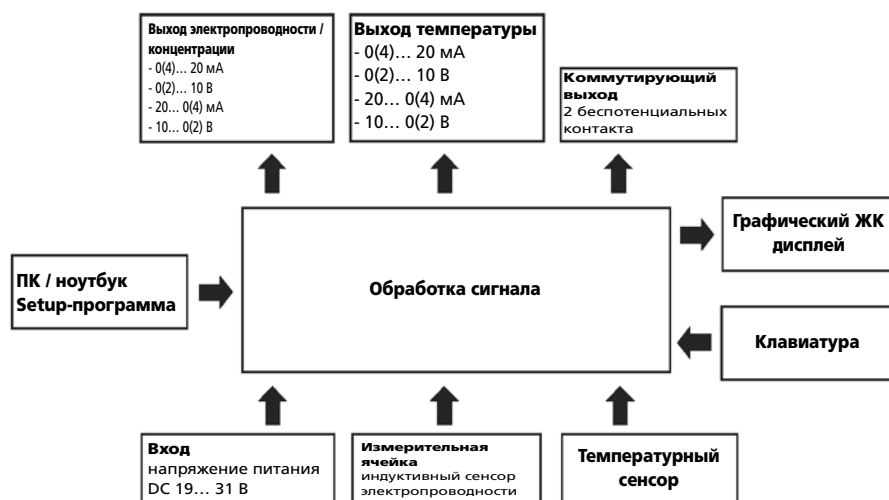 Выход электропроводности /
концентрации
- 0(4)... 20 мА
- 0(2)... 10 В
- 20... 0(4) мА
- 10... 0(2) В
Выход температуры
- 0(4)... 20 мА
- 0(2)... 10 В
- 20... 0(4) мА
- 10... 0(2) В
Коммутирующий
выход
2 беспотенциальных
контакта
ПК / ноутбук
Setup-программа
Обработка сигнала
Графический ЖК
дисплей
Клавиатура
Вход
напряжение питания
DC 19... 31 В
Измерительная
ячейка
индуктивный сенсор
электропроводности
Температурный
сенсор